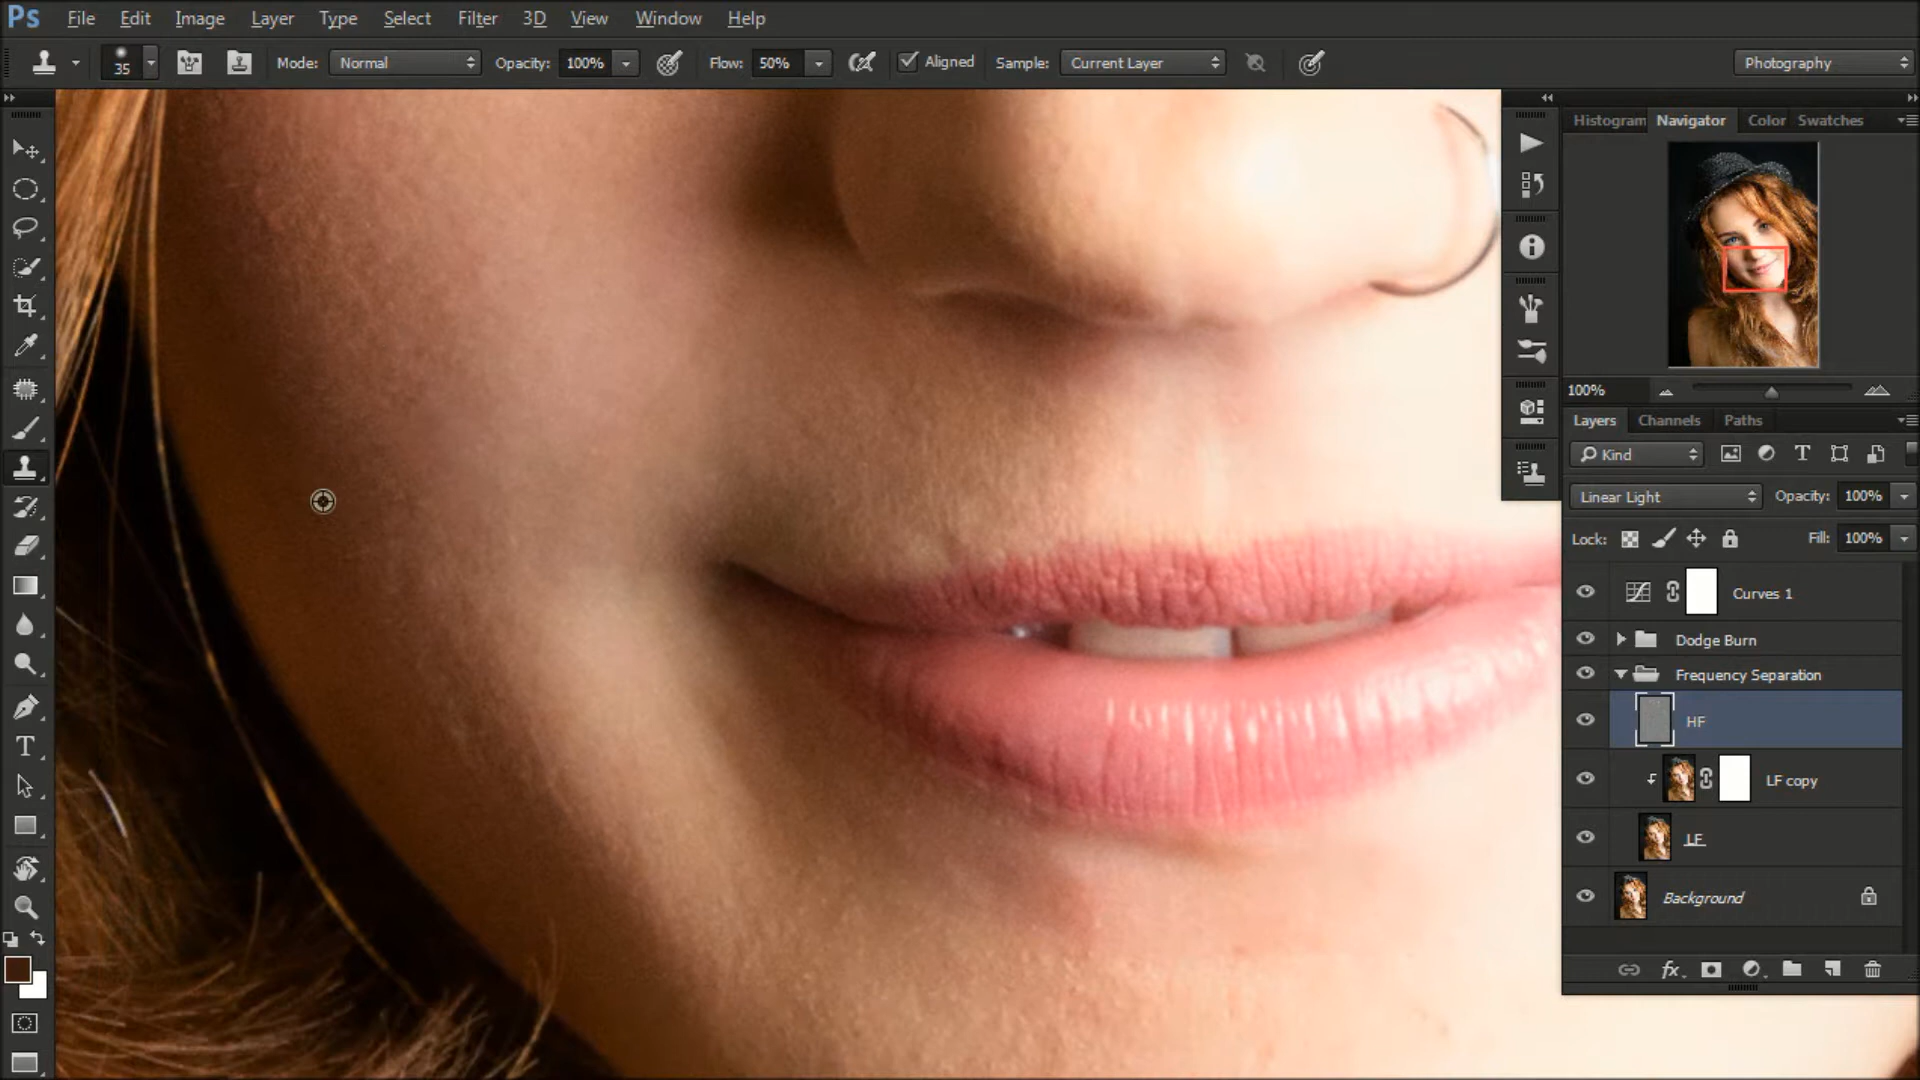 Ps File Edit Image Layer Type Select Filter 3D View Window Help
35 Mode: Normal Opacity: 100% Flow: 50% Aligned Sample: Current Layer Photography
Histogram Navigator Color Swatches
100%
Layers Channels Paths
Kind T
Linear Light Opacity: 100%
Lock: Fill: 100%
Curves 1
Dodge Burn
Frequency Separation
HF
LF copy
LF
Background
fx
T